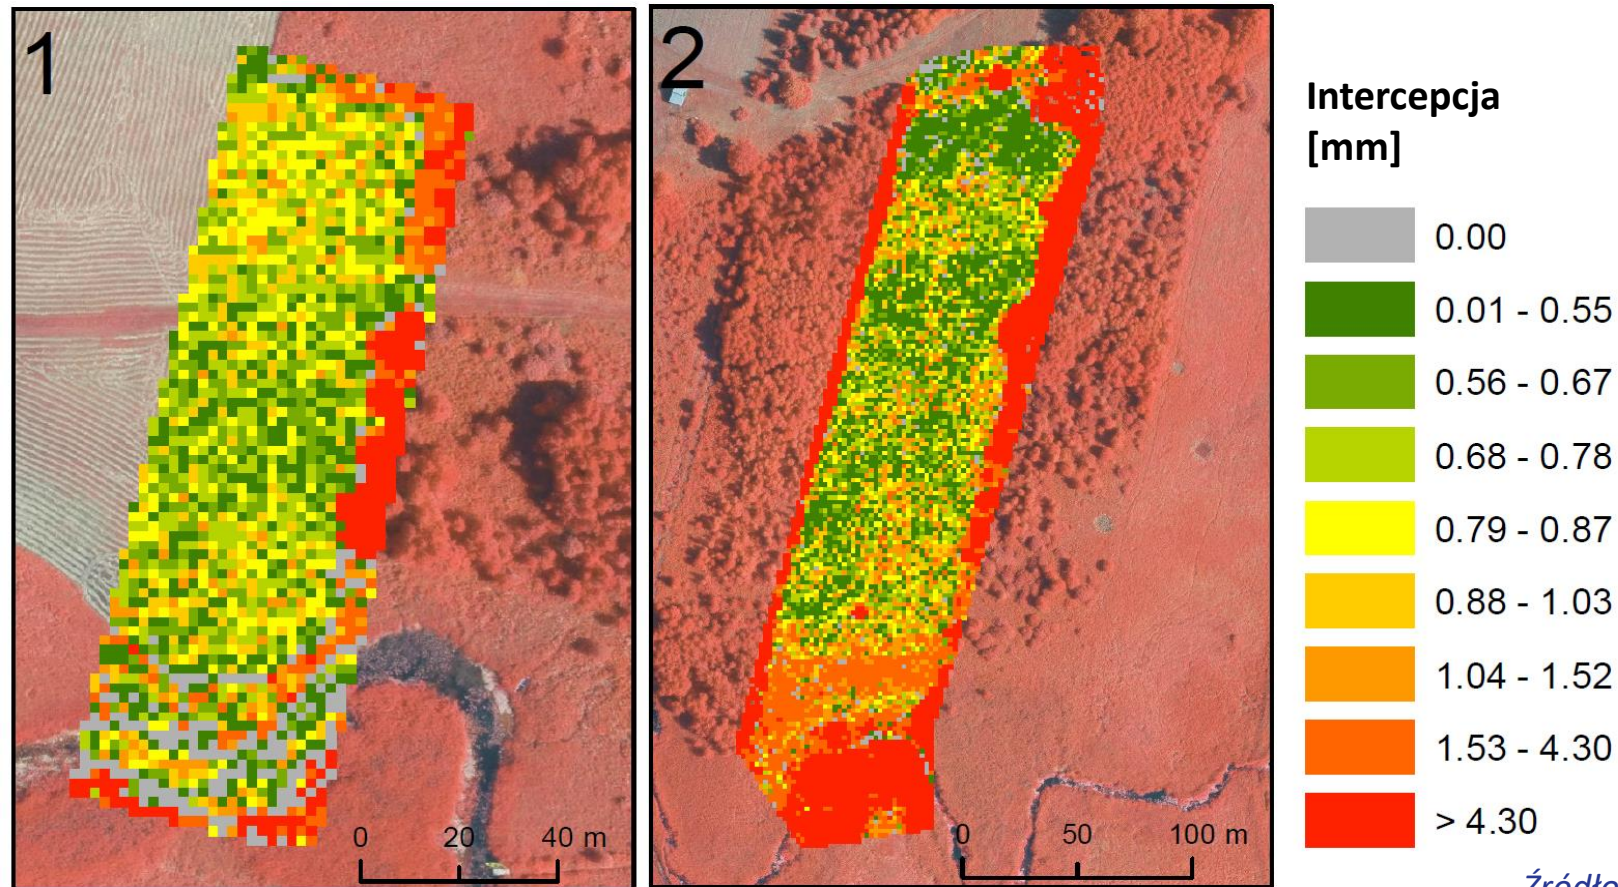 1
2
0 20 40 m
0 50 100 m
Intercepcja
[mm]
0.00
0.01 - 0.55
0.56 - 0.67
0.68 - 0.78
0.79 - 0.87
0.88 - 1.03
1.04 - 1.52
1.53 - 4.30
> 4.30
Źródło